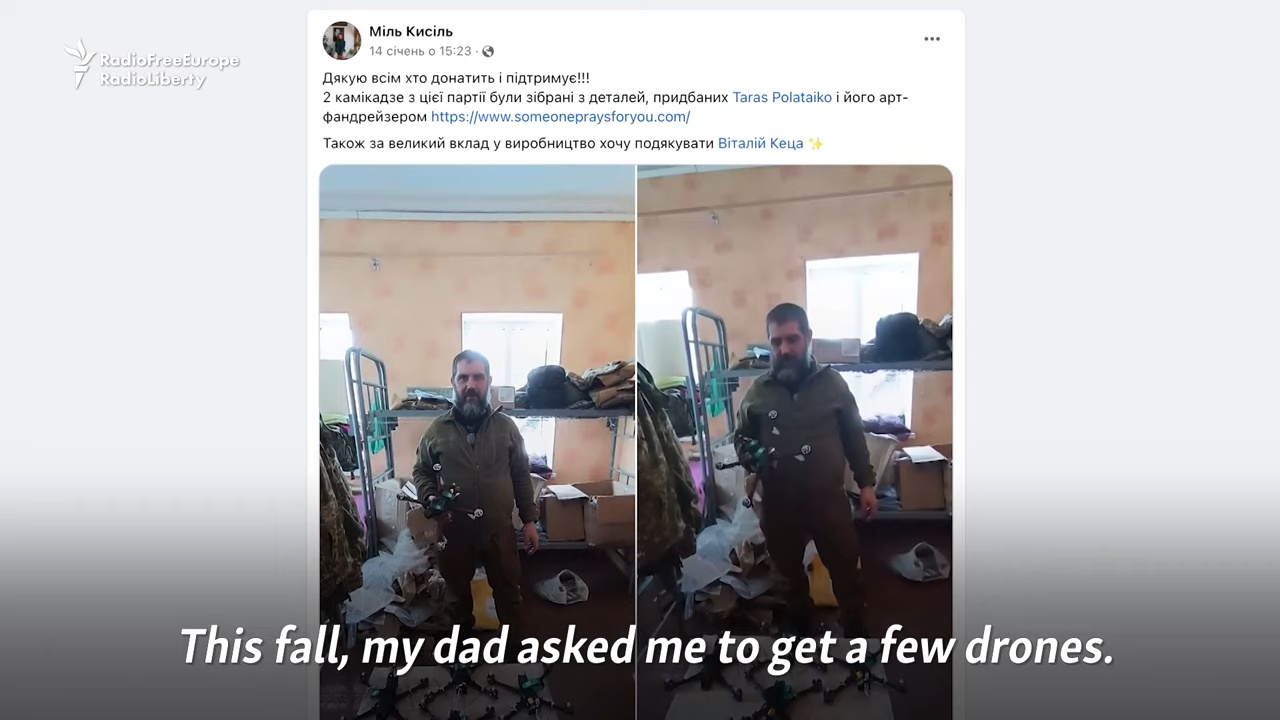 RadioFreeEurope
RadioLiberty
Міль Кисіль
14 січень о 15:23 ·
Дякую всім хто донатить і підтримує!!!
2 камікадзе з цієї партії були зібрані з деталей, придбаних Taras Polataiko і його арт-
фандрейзером https://www.someoneprays​foryou.com/
Також за великий вклад у виробництво хочу подякувати Віталій Кеца ✨
This fall, my dad asked me to get a few drones.